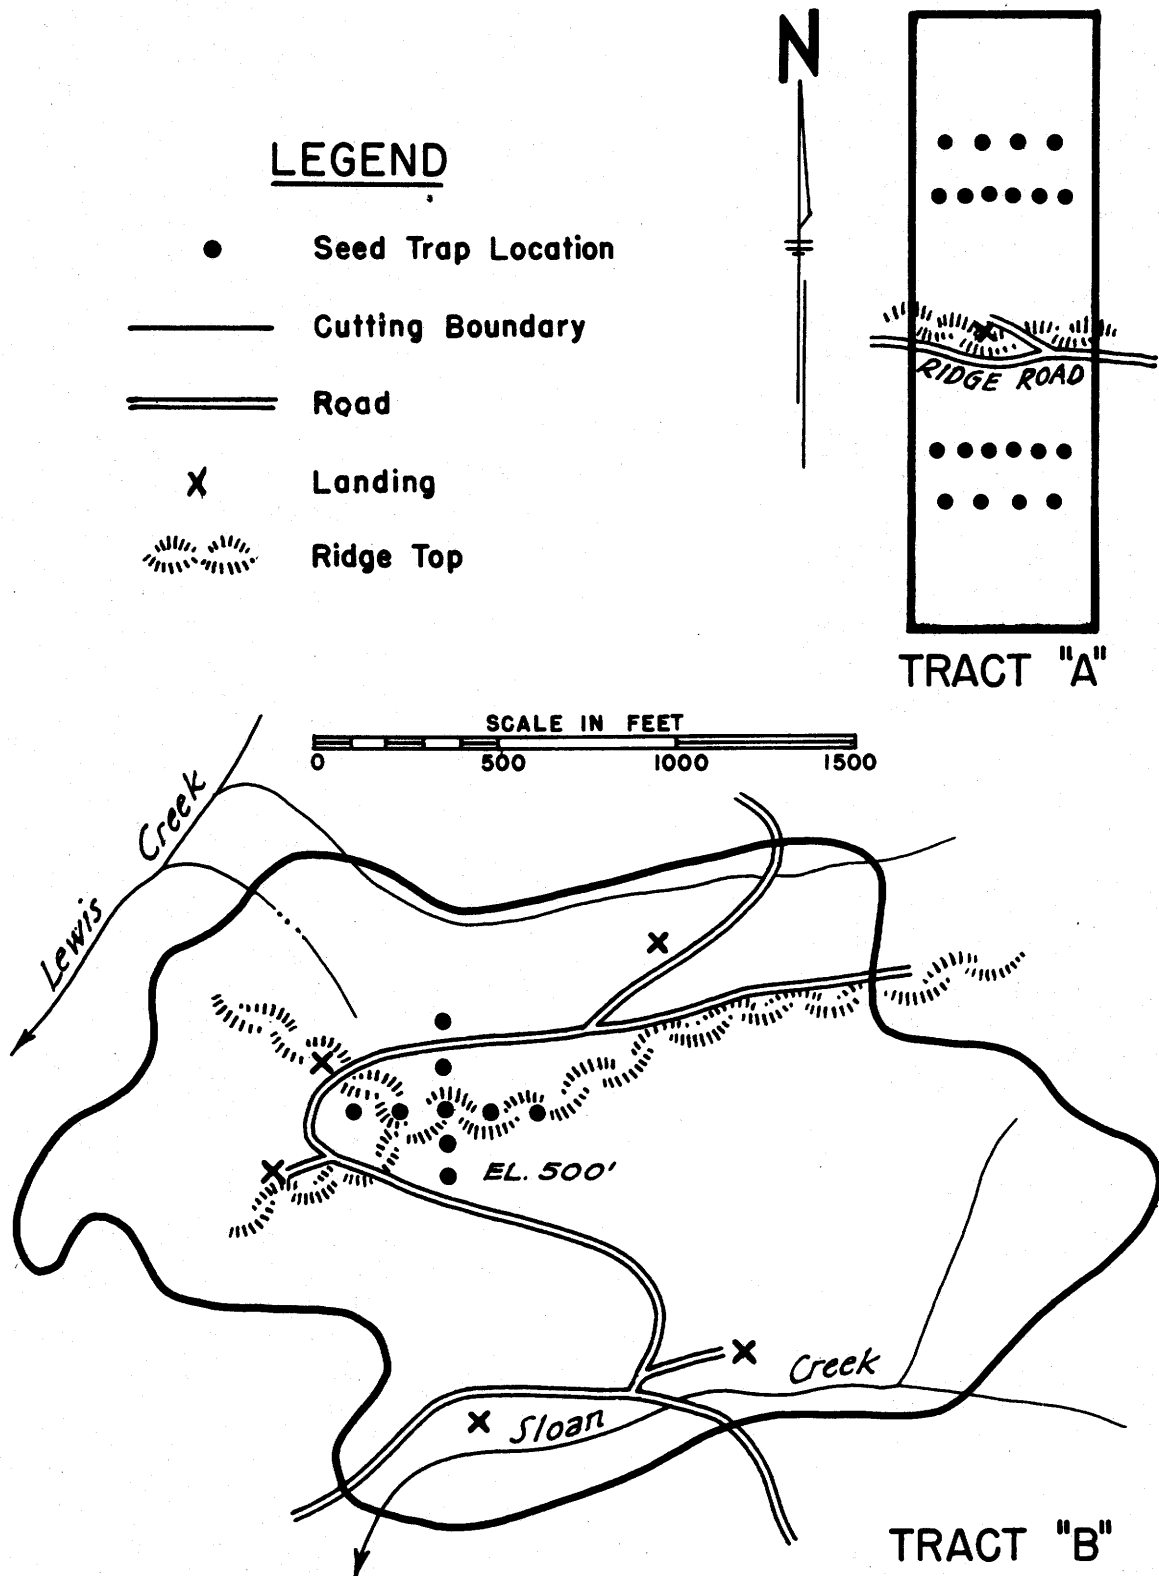 N
LEGEND
Seed Trap Location
Cutting Boundary
Road
X Landing
Ridge Top
RIDGE ROAD
TRACT "A"
SCALE IN FEET
0 500 1000 1500
Lewis Creek
EL. 500'
Sloan Creek
TRACT "B"